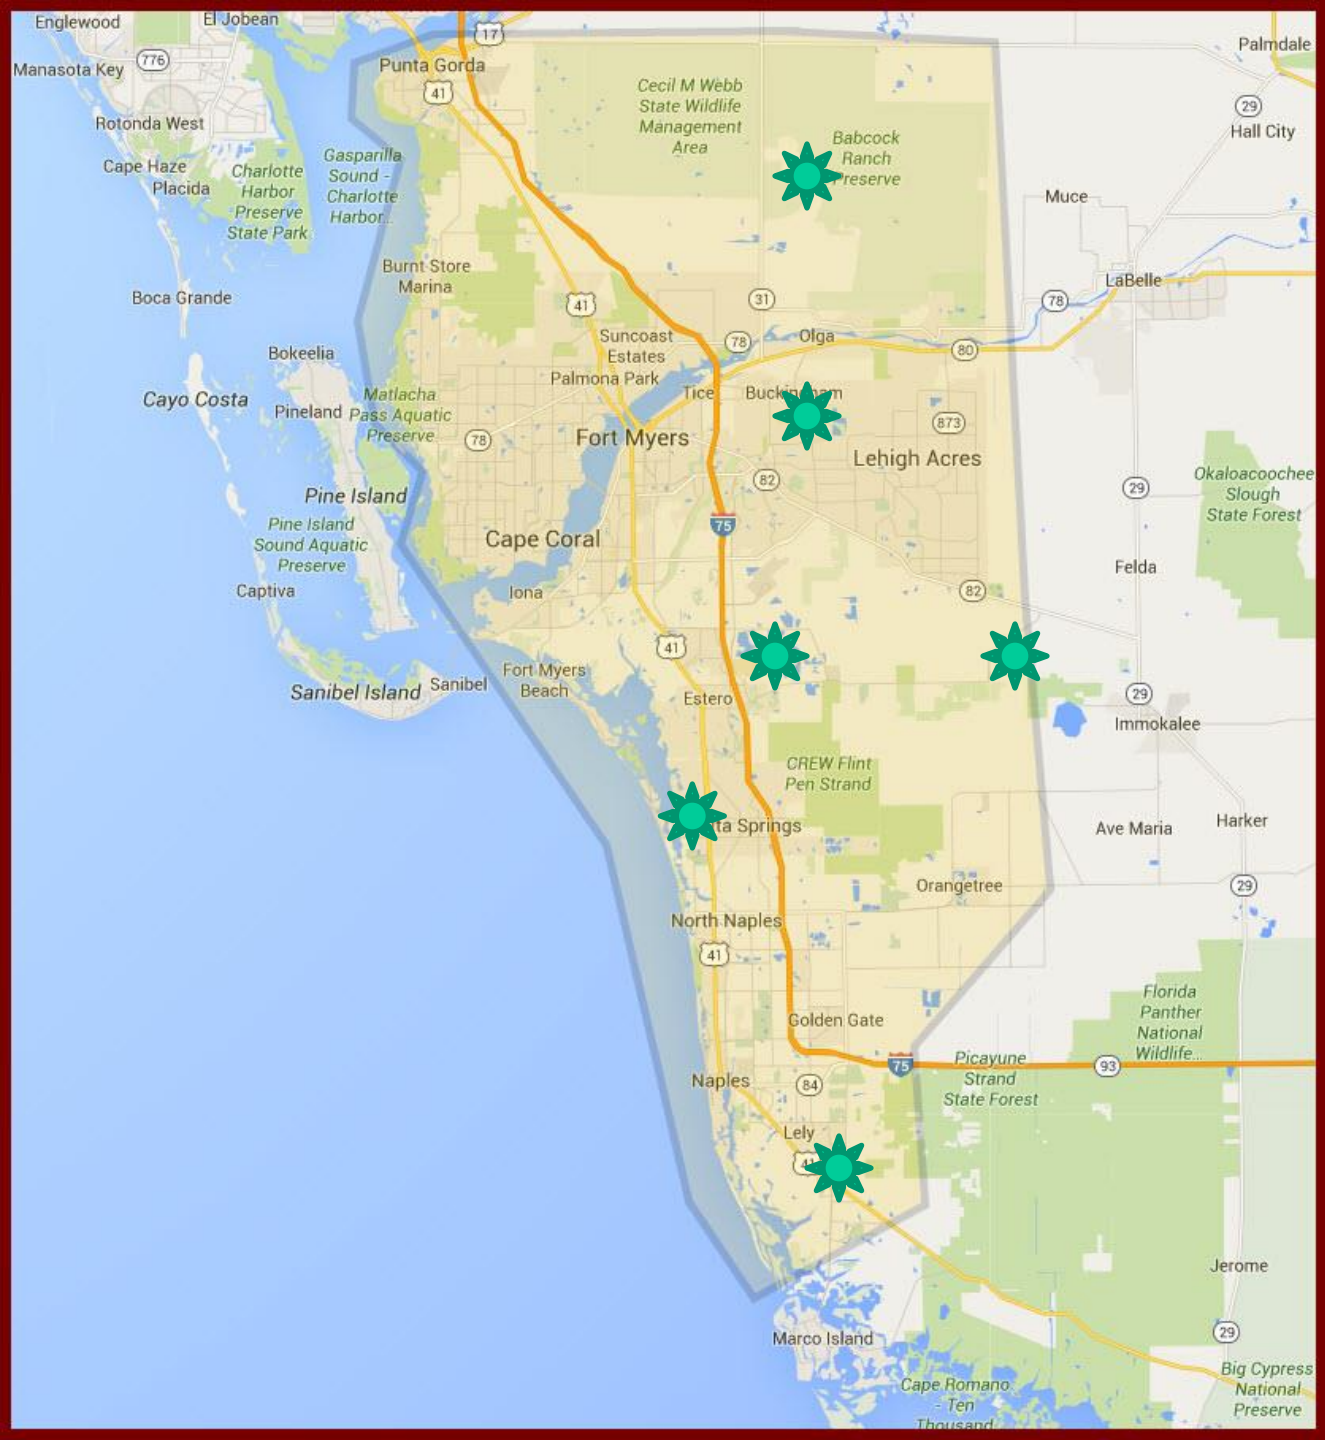 Englewood
El Jobean
17
Palmdale
776
Manasota Key
Punta Gorda
41
Cecil M Webb
State Wildlife
Management
Area
29
Hall City
Rotonda West
Babcock
Ranch
Preserve
Cape Haze
Placida
Charlotte
Harbor
Preserve
State Park
Gasparilla
Sound -
Charlotte
Harbor...
Muce
Burnt Store
Marina
LaBelle
Boca Grande
41
31
78
Suncoast
Estates
78
Olga
80
Bokeelia
Palmona Park
Tice
Cayo Costa
Pineland
Matlacha
Pass Aquatic
Preserve
78
Fort Myers
873
Lehigh Acres
82
29
Okaloacoochee
Slough
State Forest
Pine Island
Pine Island
Sound Aquatic
Preserve
75
Cape Coral
Felda
Captiva
Iona
82
41
Fort Myers
Beach
Sanibel Island
Sanibel
Estero
29
Immokalee
CREW Flint
Pen Strand
Springs
Ave Maria
Harker
Orangetree
29
North Naples
41
Florida
Panther
National
Wildlife...
Golden Gate
75
Picayune
Strand
State Forest
93
Naples
84
Lely
Jerome
29
Marco Island
Big Cypress
National
Preserve
Cape Romano
- Ten
Thousand